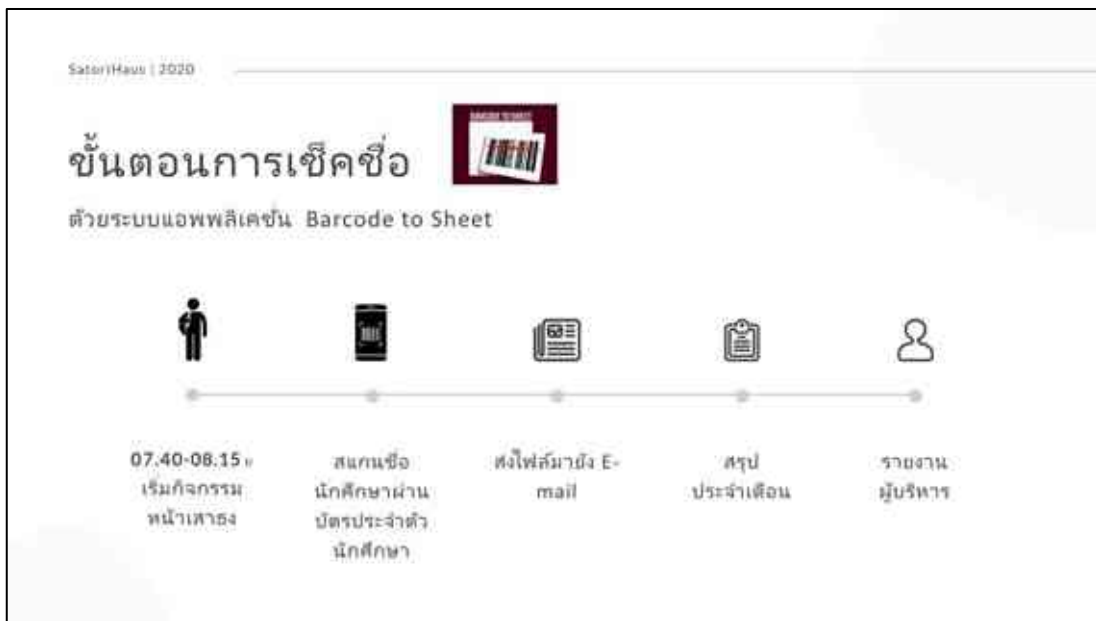 SatoriHaus | 2020
BARCODE TO SHEET
ขั้นตอนการเช็คชื่อ
ด้วยระบบแอพพลิเคชั่น Barcode to Sheet
07.40-08.15 น
เริ่มกิจกรรม
หน้าเสาธง
สแกนชื่อ
นักศึกษาผ่าน
บัตรประจำตัว
นักศึกษา
ส่งไฟล์มายัง E-
mail
สรุป
ประจำเดือน
รายงาน
ผู้บริหาร